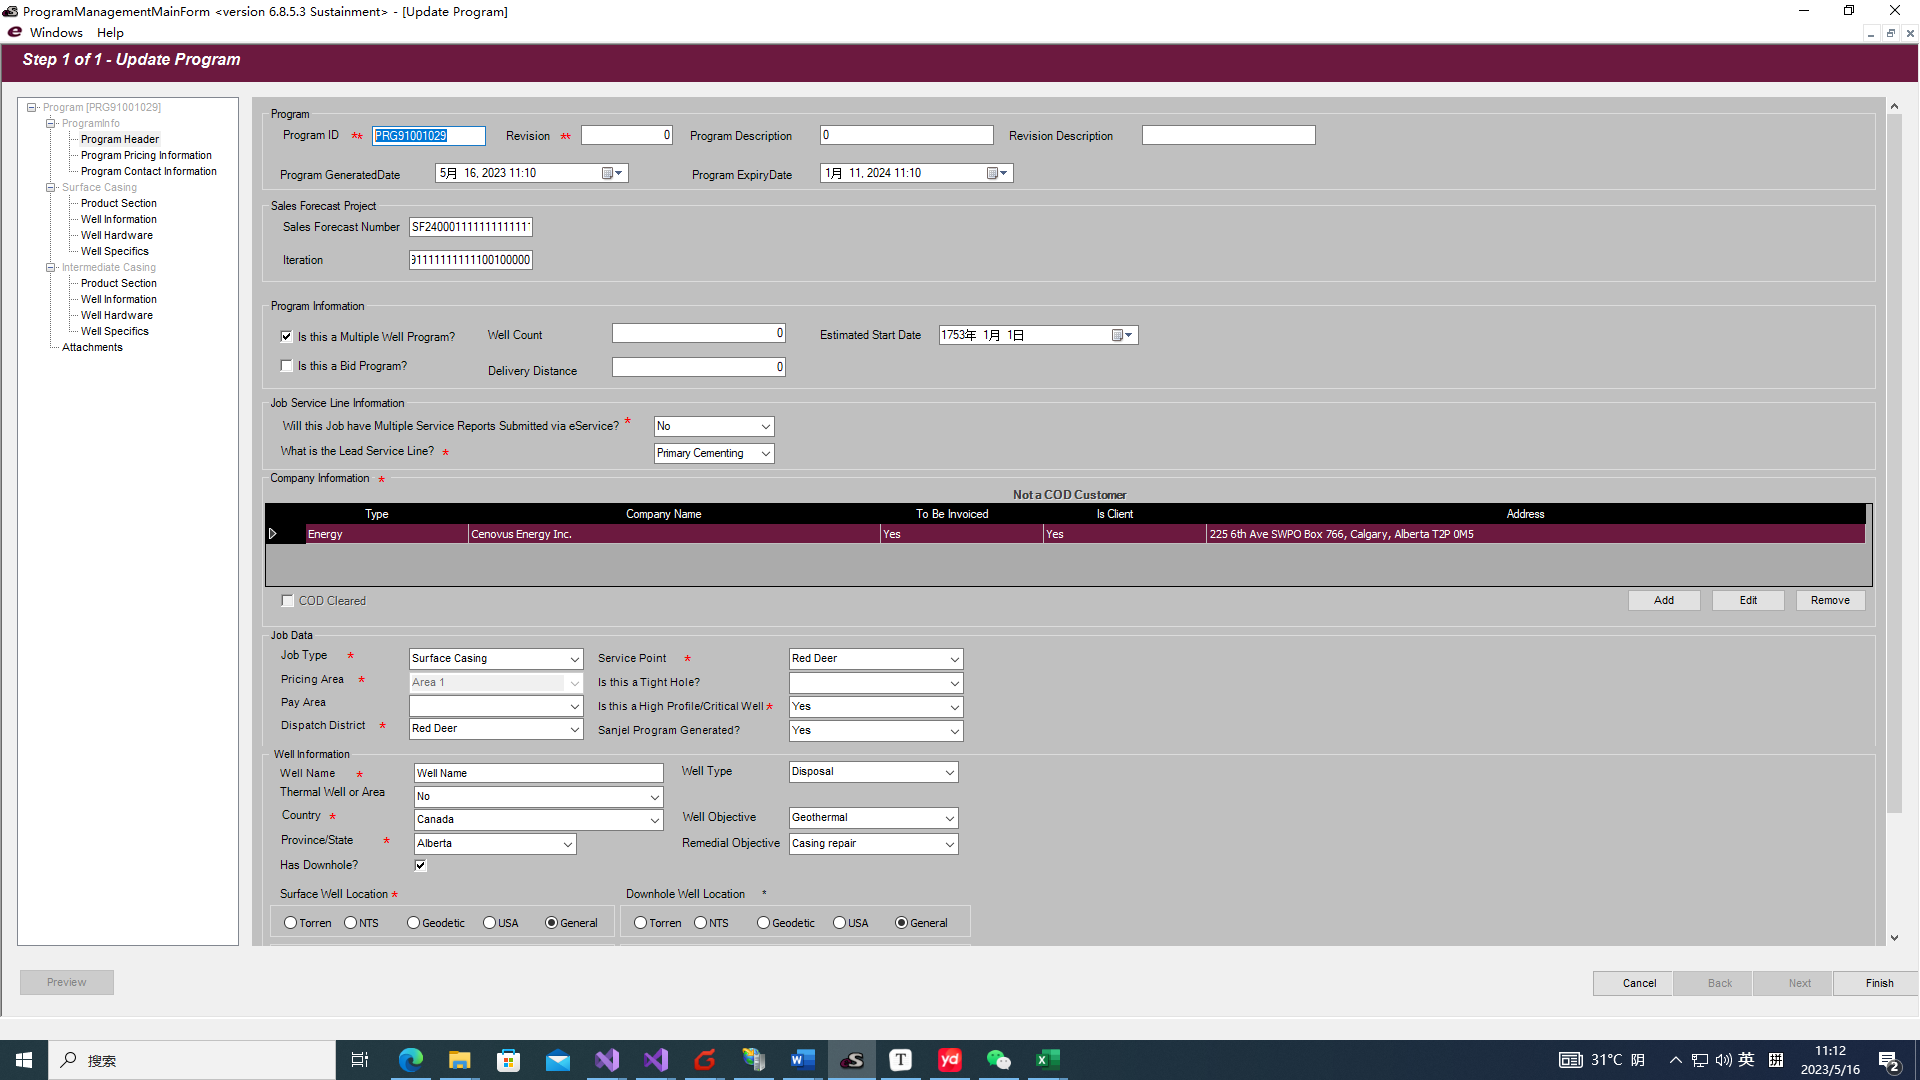 ProgramManagementMainForm <version 6.8.5.3 Sustainment> - [Update Program]
Windows Help
Step 1 of 1 - Update Program
Program [PRG91001029]
ProgramInfo
Program Header
Program Pricing Information
Program Contact Information
Surface Casing
Product Section
Well Information
Well Hardware
Well Specifics
Intermediate Casing
Product Section
Well Information
Well Hardware
Well Specifics
Attachments
Program
Program ID ** PRG91001029 Revision ** 0 Program Description 0 Revision Description
Program GeneratedDate 5月 16, 2023 11:10 Program ExpiryDate 1月 11, 2024 11:10
Sales Forecast Project
Sales Forecast Number
Iteration
Program Information
Is this a Multiple Well Program? Well Count 0 Estimated Start Date 1753年 1月 1日
Is this a Bid Program? Delivery Distance 0
Job Service Line Information
Will this Job have Multiple Service Reports Submitted via eService? * No
What is the Lead Service Line? * Primary Cementing
Company Information *
Not a COD Customer
Type Company Name To Be Invoiced Is Client Address
Energy Cenovus Energy Inc. Yes Yes 225 6th Ave SWPO Box 766, Calgary, Alberta T2P 0M5
COD Cleared Add Edit Remove
Job Data
Job Type * Surface Casing Service Point * Red Deer
Pricing Area * Area 1 Is this a Tight Hole?
Pay Area Is this a High Profile/Critical Well * Yes
Dispatch District * Red Deer Sanjel Program Generated? Yes
Well Information
Well Name * Well Name Well Type Disposal
Thermal Well or Area No
Country * Canada Well Objective Geothermal
Province/State * Alberta Remedial Objective Casing repair
Has Downhole?
Surface Well Location * Downhole Well Location *
Torren NTS Geodetic USA General Torren NTS Geodetic USA General
Preview Cancel Back Next Finish
搜索 31°C 阴 英 拼 11:12
2023/5/16 2